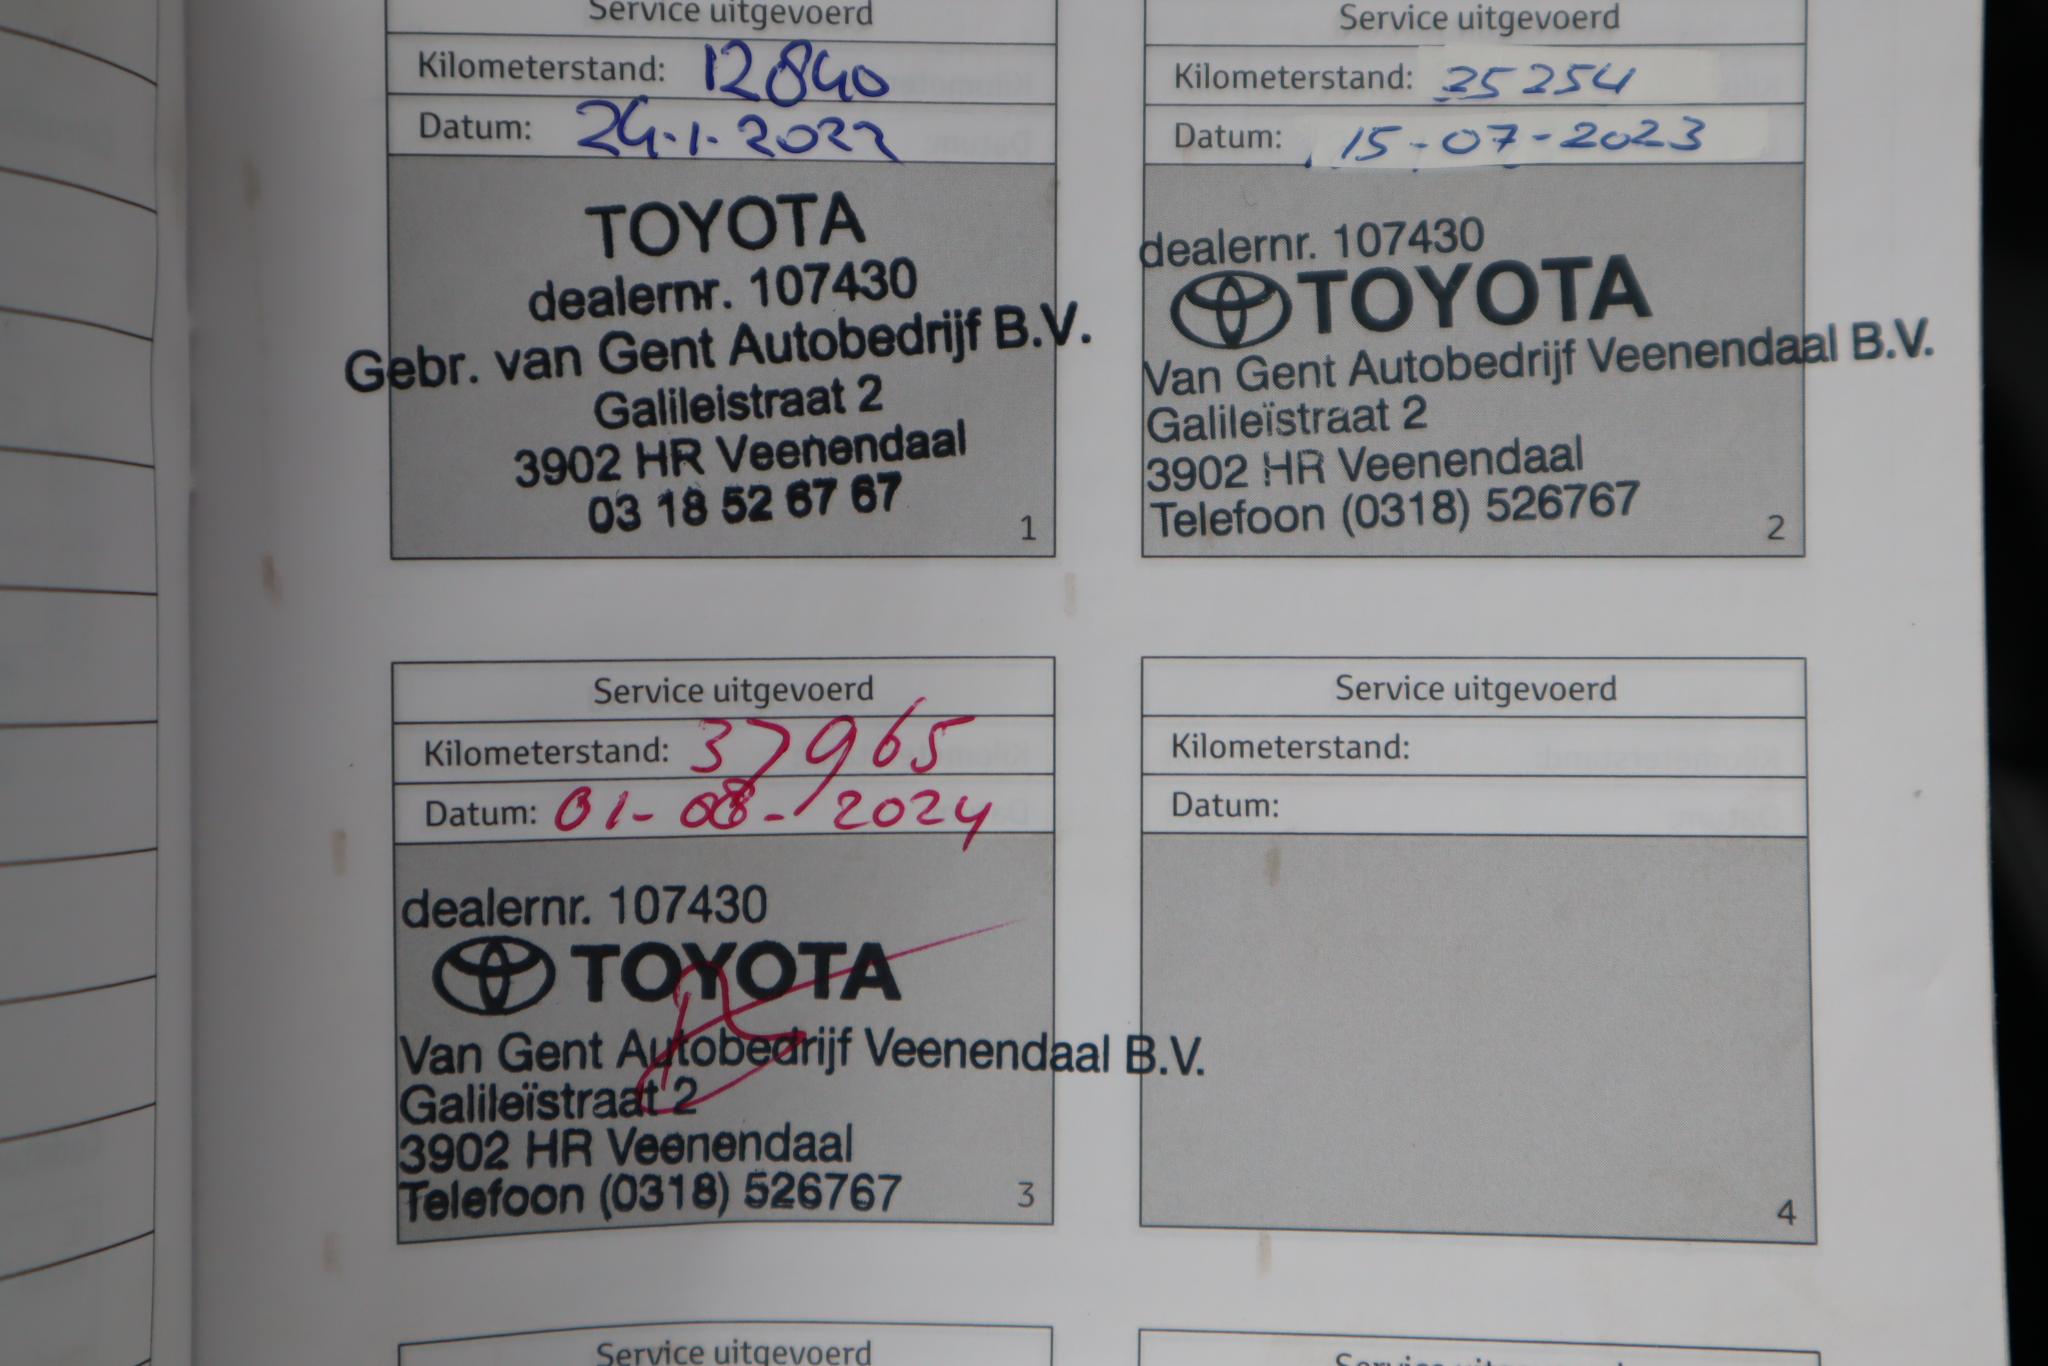 Service uitgevoerd
Kilometerstand: 12840
Datum: 24-1-2022
TOYOTA
dealernr. 107430
Gebr. van Gent Autobedrijf B.V.
Galileistraat 2
3902 HR Veenendaal
03 18 52 67 67
1
Service uitgevoerd
Kilometerstand: 25254
Datum: 15-07-2023
dealernr. 107430
TOYOTA
Van Gent Autobedrijf Veenendaal B.V.
Galileïstraat 2
3902 HR Veenendaal
Telefoon (0318) 526767
2
Service uitgevoerd
Kilometerstand: 37965
Datum: 01-08-2024
dealernr. 107430
TOYOTA
Van Gent Autobedrijf Veenendaal B.V.
Galileïstraat 2
3902 HR Veenendaal
Telefoon (0318) 526767
3
Service uitgevoerd
Kilometerstand:
Datum:
4
Service uitgevoerd
Service uitgevoerd